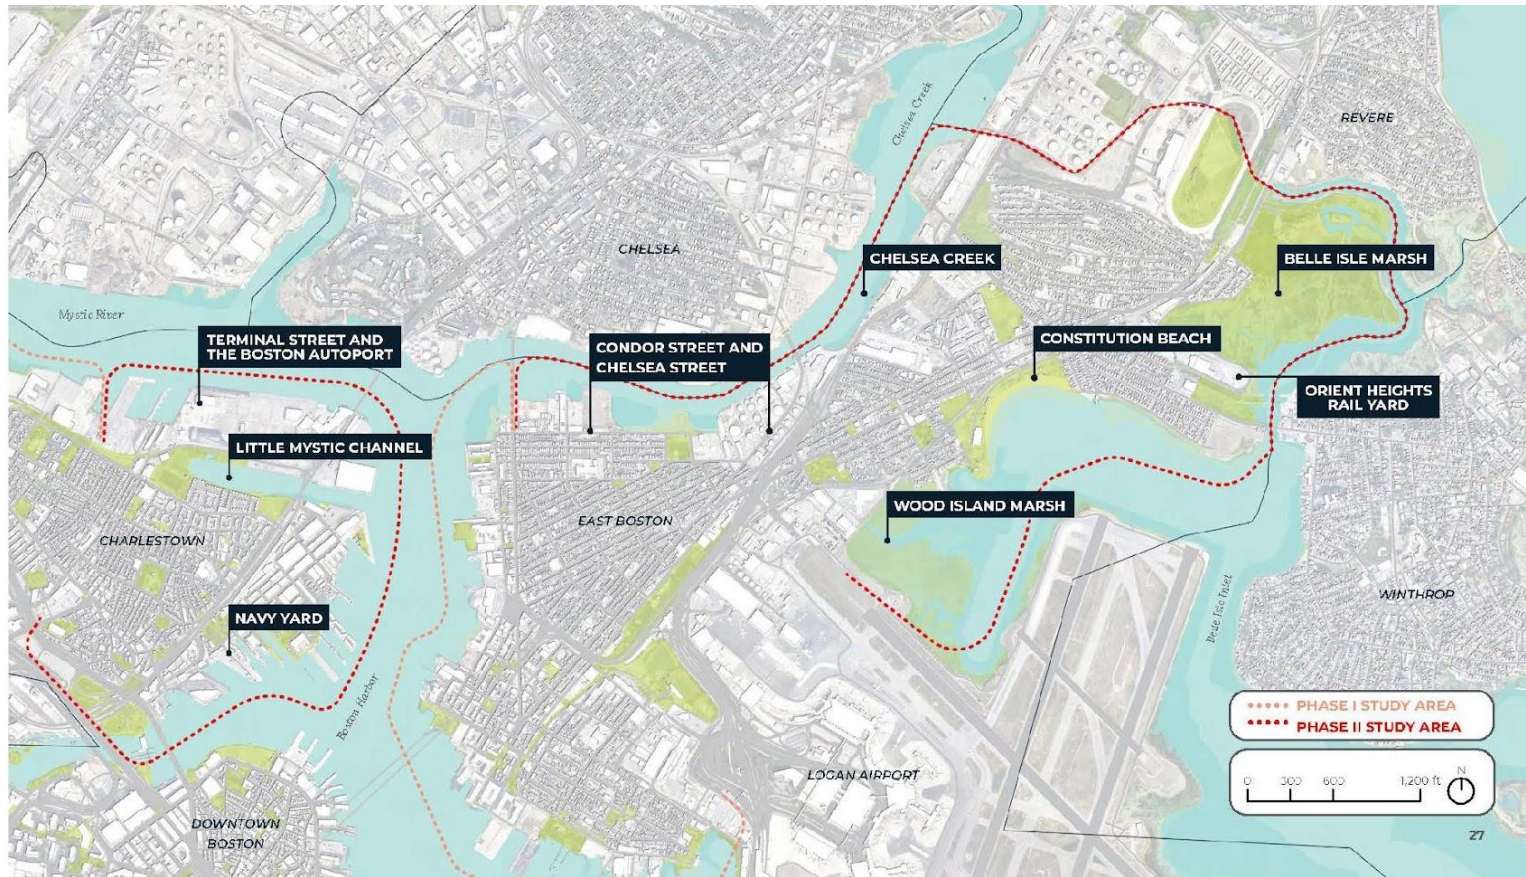 REVERE
Chelsea Creek
CHELSEA
CHELSEA CREEK
BELLE ISLE MARSH
Mystic River
TERMINAL STREET AND
THE BOSTON AUTOPORT
CONDOR STREET AND
CHELSEA STREET
CONSTITUTION BEACH
ORIENT HEIGHTS
RAIL YARD
LITTLE MYSTIC CHANNEL
WOOD ISLAND MARSH
EAST BOSTON
CHARLESTOWN
NAVY YARD
Belle Isle Inlet
WINTHROP
Boston Harbor
PHASE I STUDY AREA
PHASE II STUDY AREA
LOGAN AIRPORT
0 300 600 1,200 ft N
DOWNTOWN
BOSTON
27